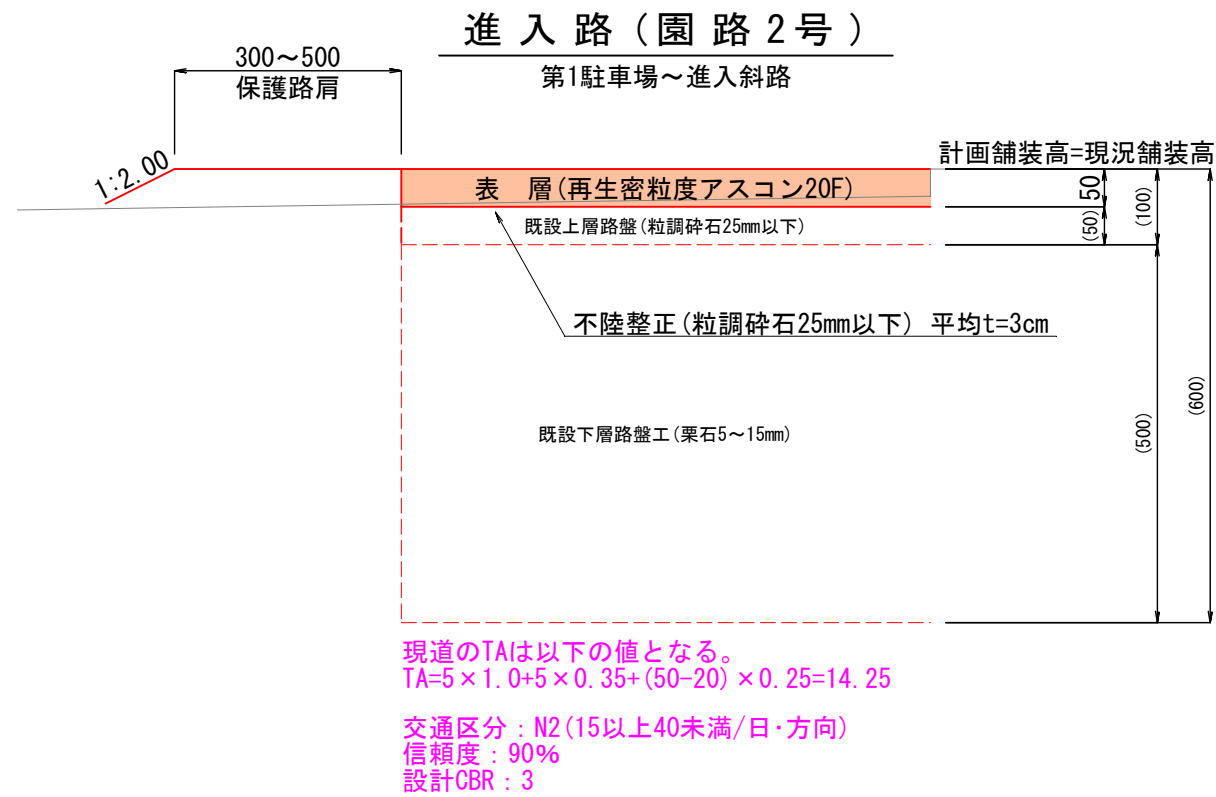 進入路(園路2号)
第1駐車場～進入斜路
300～500
保護路肩
1:2.00
計画舗装高=現況舗装高
表　層(再生密粒度アスコン20F)
50
(50)
(100)
既設上層路盤(粒調砕石25mm以下)
不陸整正(粒調砕石25mm以下) 平均t=3cm
(500)
(600)
既設下層路盤工(栗石5～15mm)
現道のTAは以下の値となる。
TA=5×1.0+5×0.35+(50-20)×0.25=14.25
交通区分：N2(15以上40未満/日･方向)
信頼度：90%
設計CBR：3